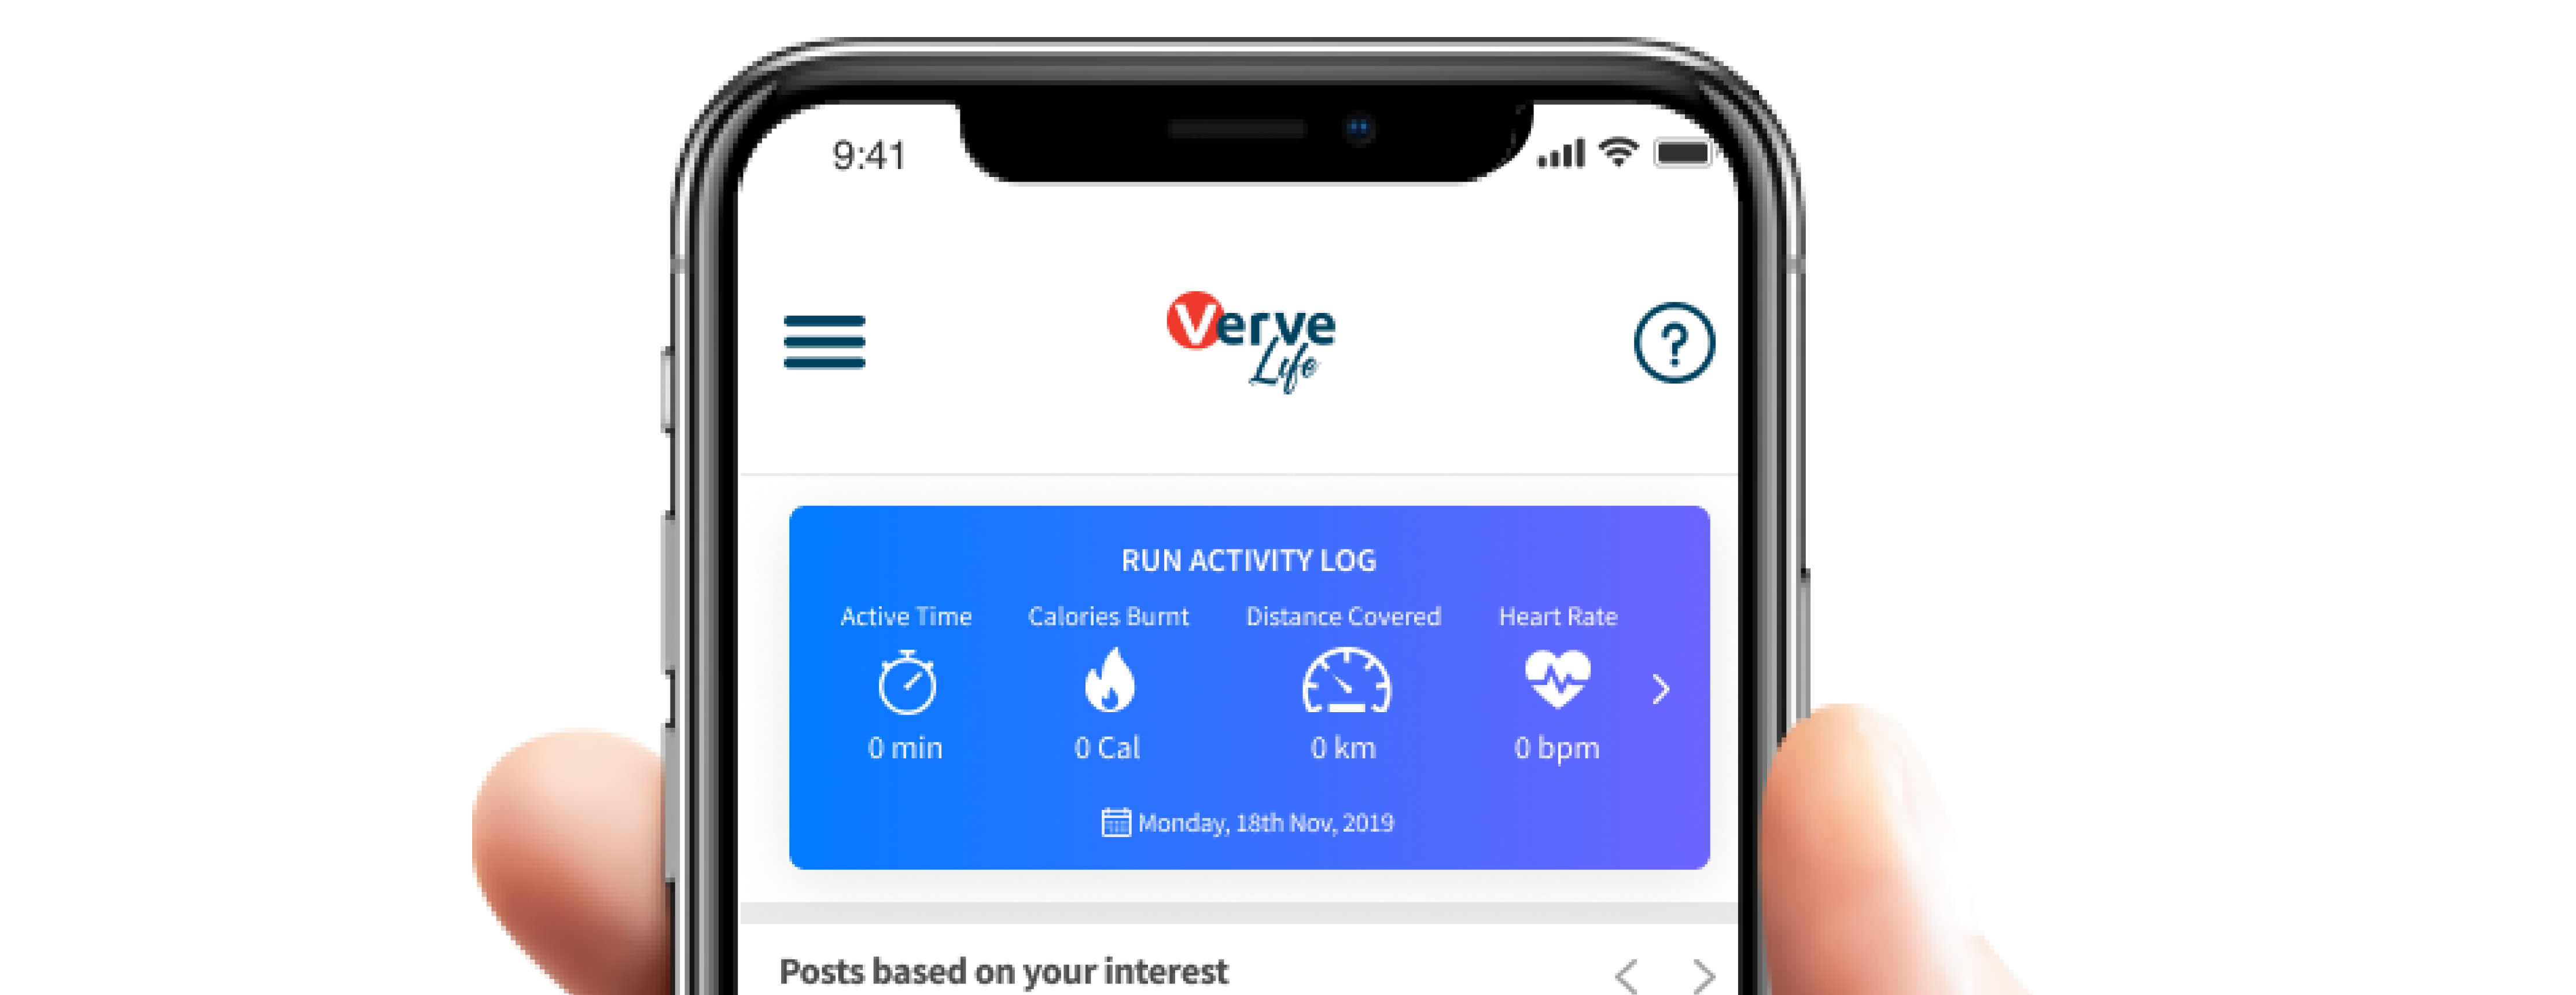 9:41
Verve
Life
?
RUN ACTIVITY LOG
Active Time Calories Burnt Distance Covered Heart Rate
0 min 0 Cal 0 km 0 bpm
Monday, 18th Nov, 2019
Posts based on your interest